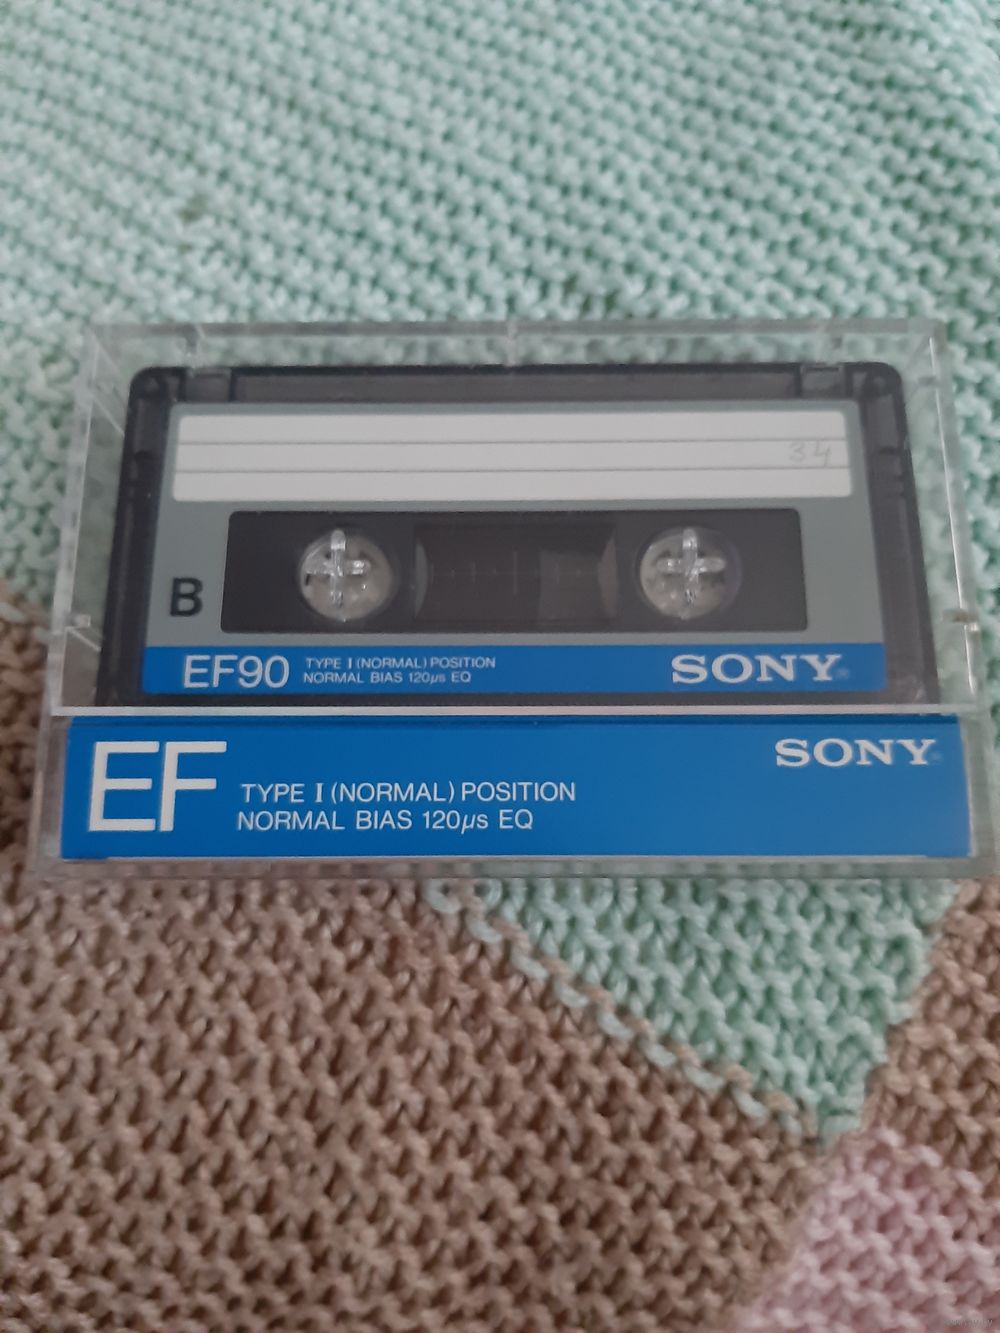 34
B
EF90 TYPE I (NORMAL) POSITION
NORMAL BIAS 120µs EQ
SONY
EF
TYPE I (NORMAL) POSITION
NORMAL BIAS 120µs EQ
SONY